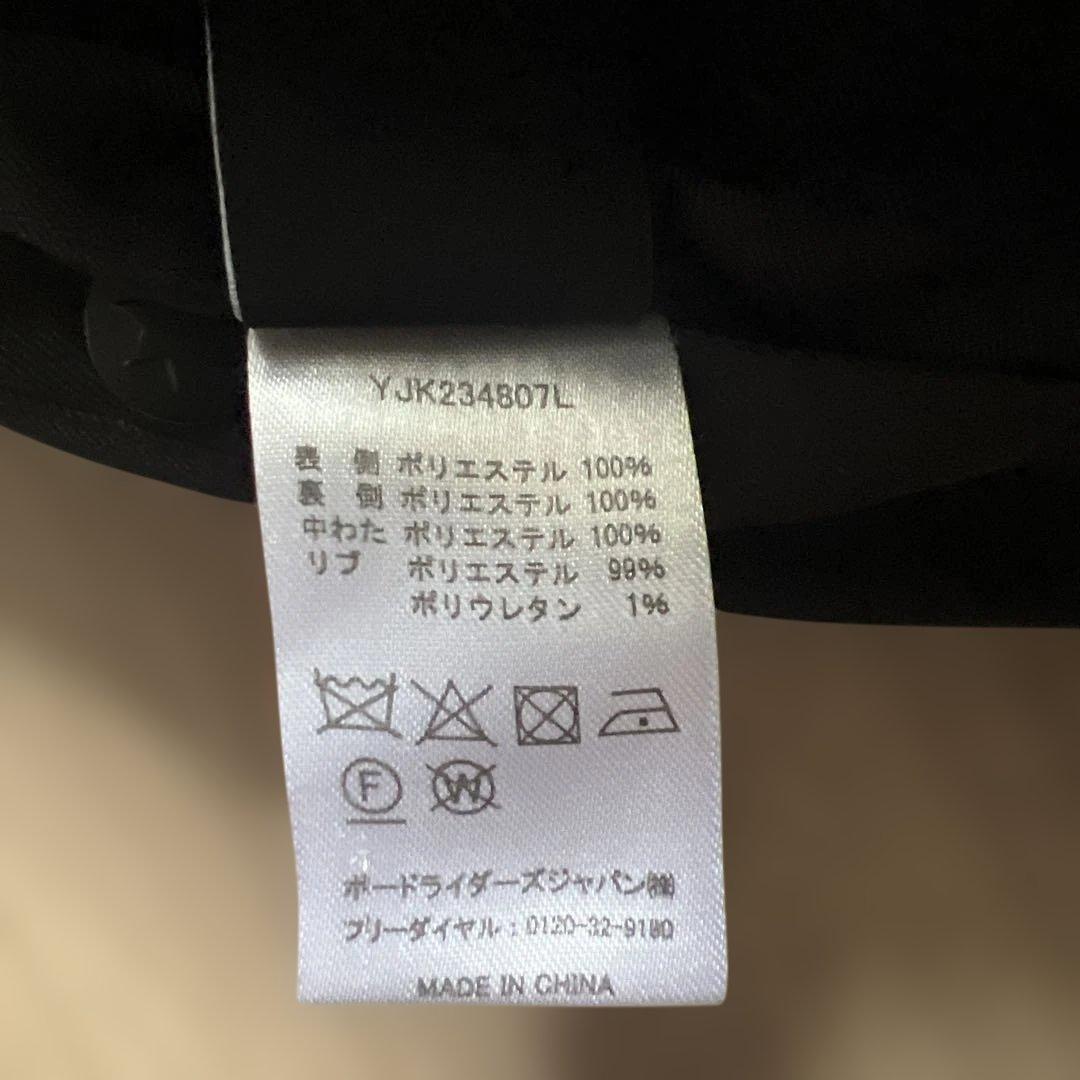 YJK234807L
表 側 ポリエステル 100%
裏 側 ポリエステル 100%
中わた ポリエステル 100%
リブ ポリエステル 99%
ポリウレタン 1%
F W
ボードライダーズジャパン㈱
フリーダイヤル：0120-32-9180
MADE IN CHINA